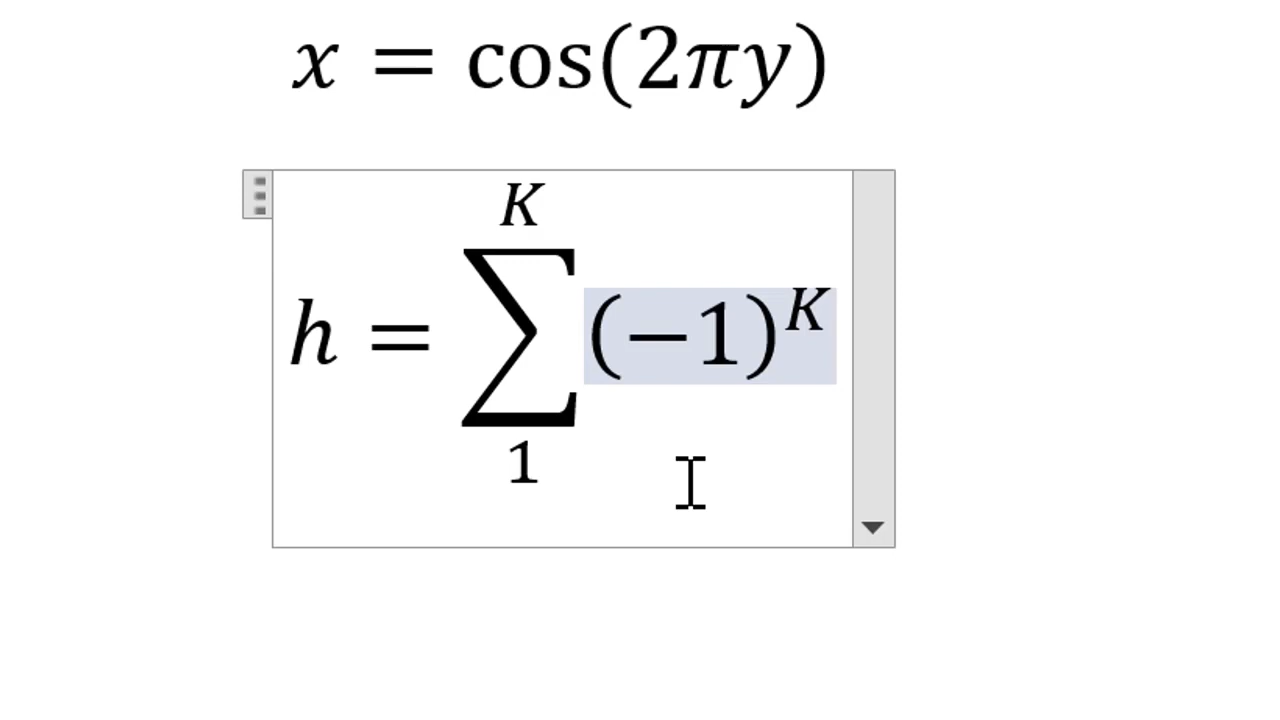 x = cos(2πy)
K
h = ∑ (−1)^K
1